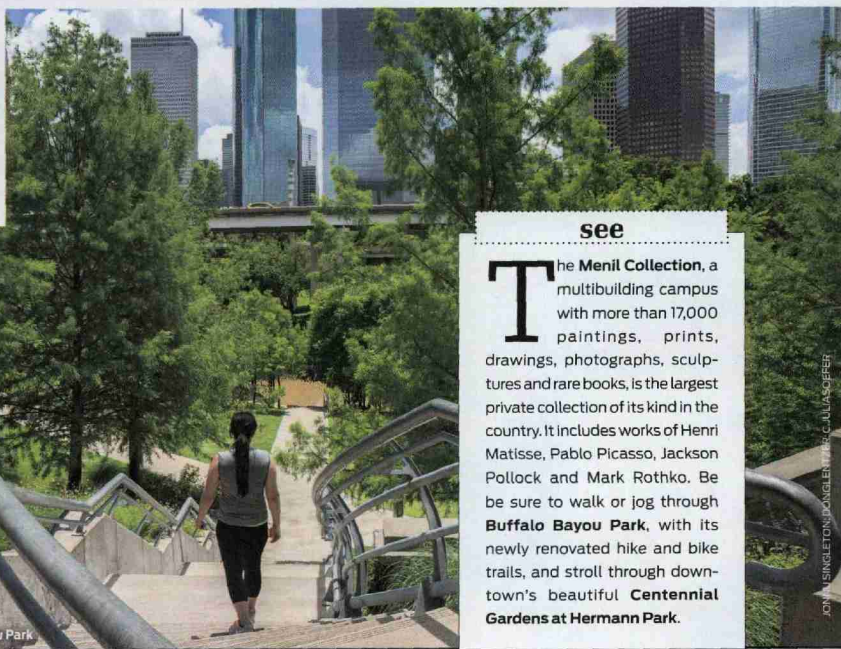 see
The Menil Collection, a
multibuilding campus
with more than 17,000
paintings, prints,
drawings, photographs, sculp-
tures and rare books, is the largest
private collection of its kind in the
country. It includes works of Henri
Matisse, Pablo Picasso, Jackson
Pollock and Mark Rothko. Be
be sure to walk or jog through
Buffalo Bayou Park, with its
newly renovated hike and bike
trails, and stroll through down-
town's beautiful Centennial
Gardens at Hermann Park.
Park